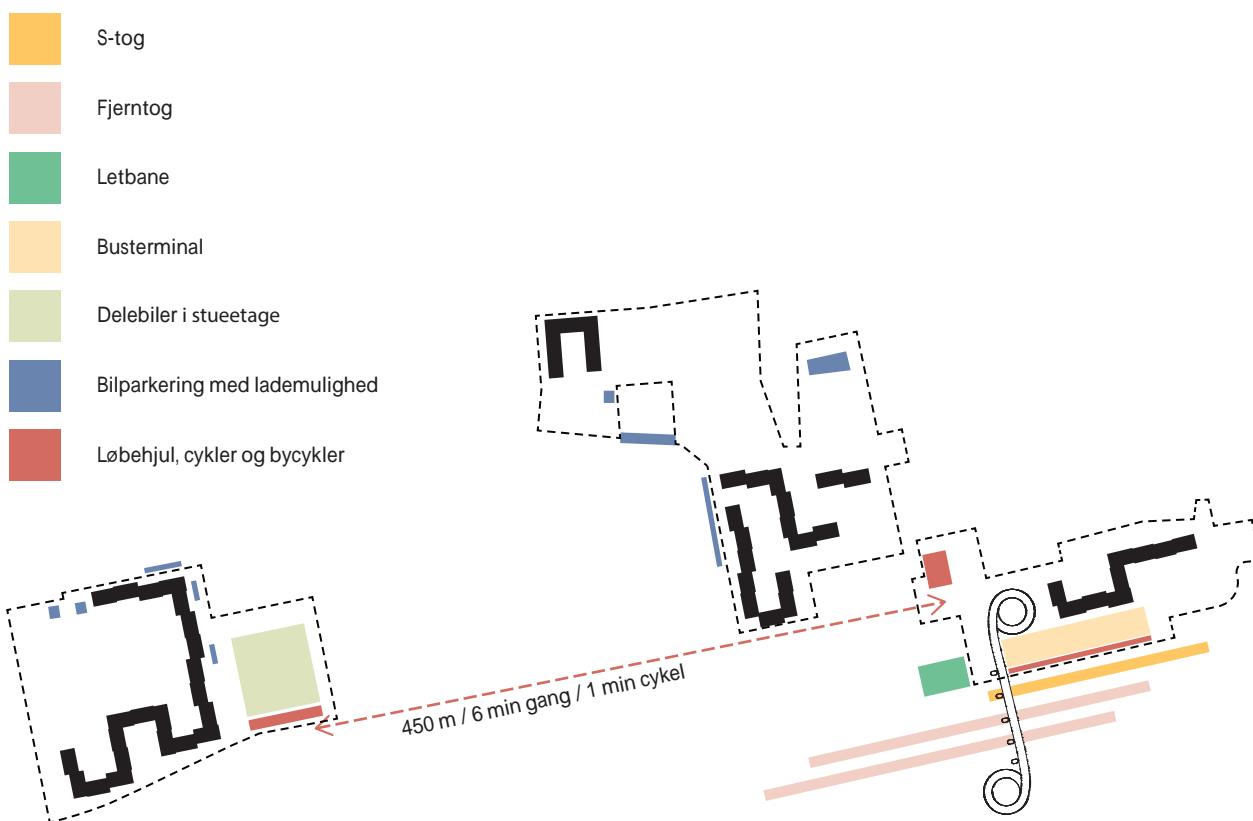 S-tog
Fjerntog
Letbane
Busterminal
Delebiler i stueetage
Bilparkering med lademulighed
Løbehjul, cykler og bycykler
450 m / 6 min gang / 1 min cykel